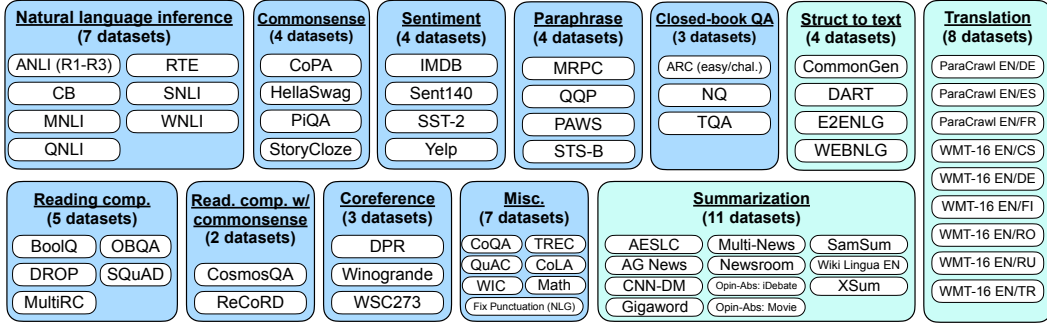 Natural language inference
(7 datasets)
ANLI (R1-R3)
RTE
CB
SNLI
MNLI
WNLI
QNLI
Commonsense
(4 datasets)
CoPA
HellaSwag
PiQA
StoryCloze
Sentiment
(4 datasets)
IMDB
Sent140
SST-2
Yelp
Paraphrase
(4 datasets)
MRPC
QQP
PAWS
STS-B
Closed-book QA
(3 datasets)
ARC (easy/chal.)
NQ
TQA
Struct to text
(4 datasets)
CommonGen
DART
E2ENLG
WEBNLG
Translation
(8 datasets)
ParaCrawl EN/DE
ParaCrawl EN/ES
ParaCrawl EN/FR
WMT-16 EN/CS
WMT-16 EN/DE
WMT-16 EN/FI
WMT-16 EN/RO
WMT-16 EN/RU
WMT-16 EN/TR
Reading comp.
(5 datasets)
BoolQ
OBQA
DROP
SQuAD
MultiRC
Read. comp. w/
commonsense
(2 datasets)
CosmosQA
ReCoRD
Coreference
(3 datasets)
DPR
Winogrande
WSC273
Misc.
(7 datasets)
CoQA
TREC
QuAC
CoLA
WIC
Math
Fix Punctuation (NLG)
Summarization
(11 datasets)
AESLC
Multi-News
SamSum
AG News
Newsroom
Wiki Lingua EN
CNN-DM
Opin-Abs: iDebate
XSum
Gigaword
Opin-Abs: Movie